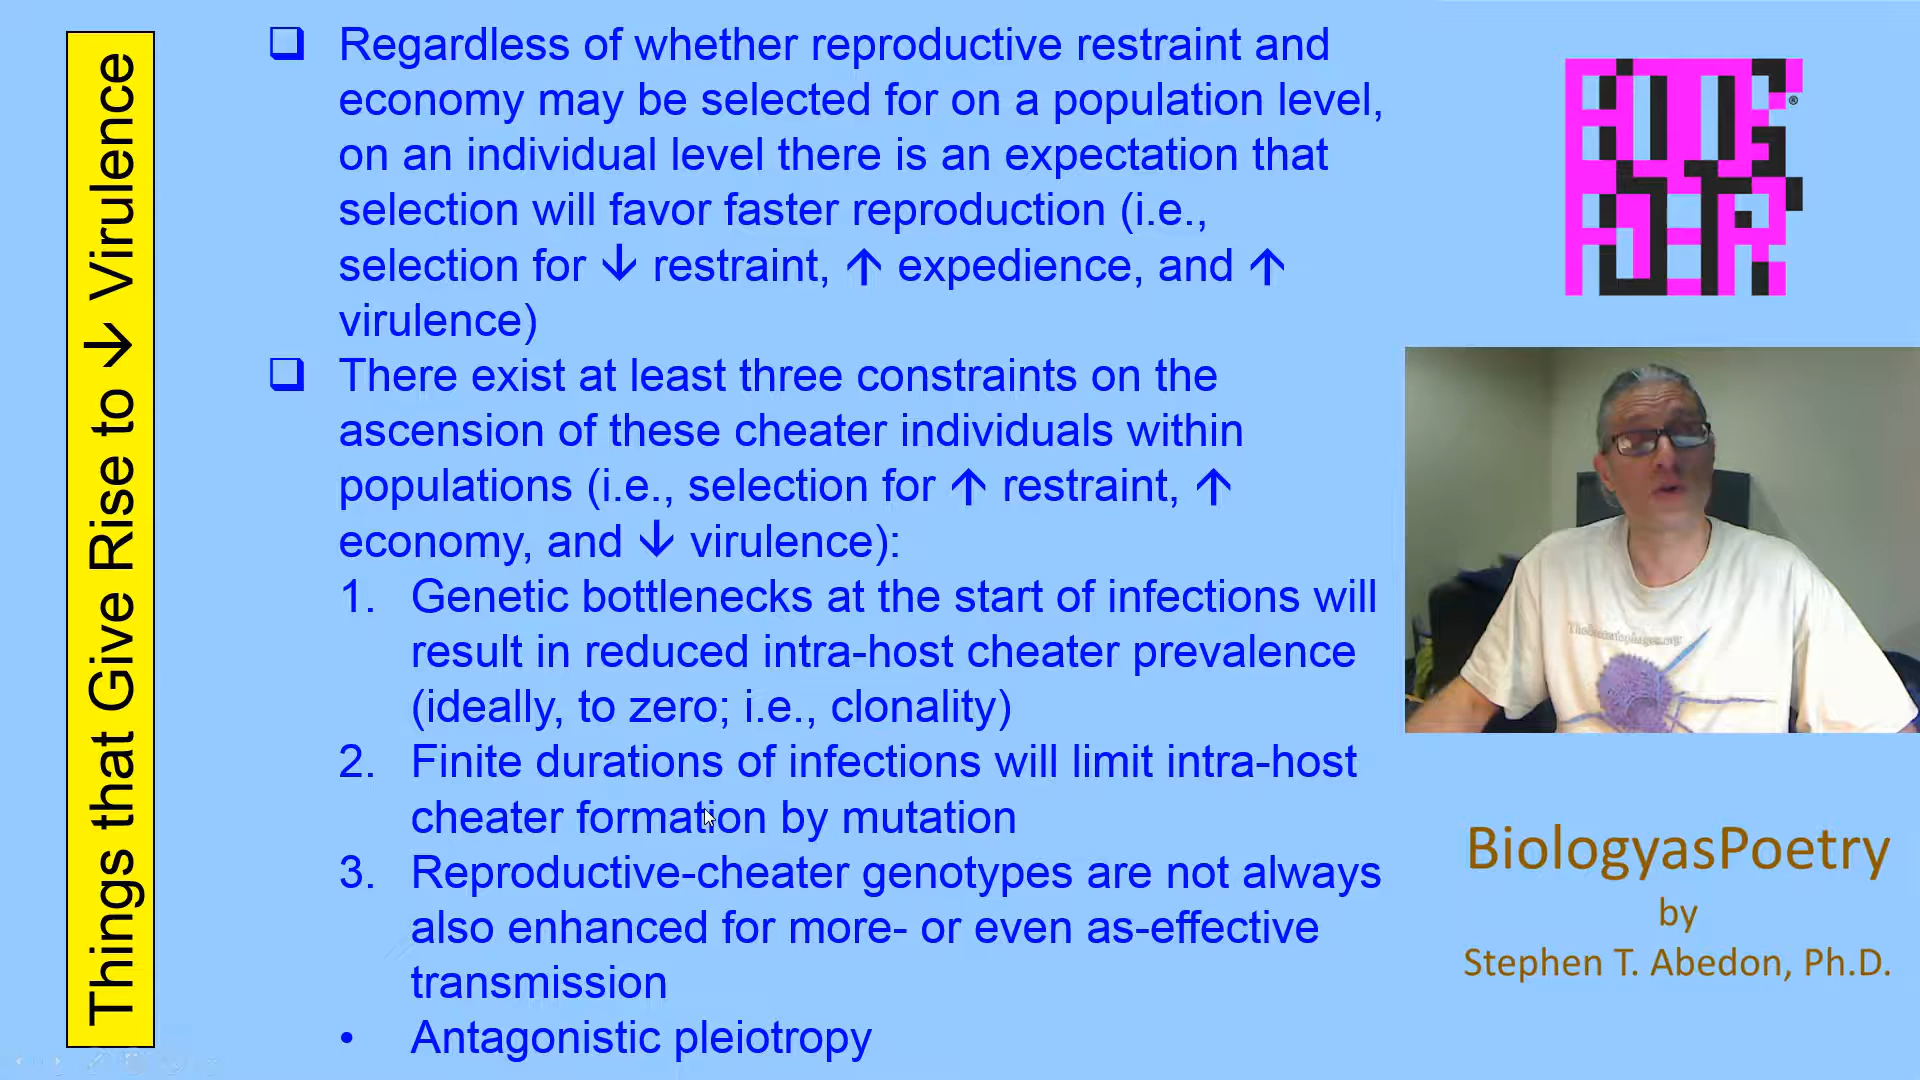 Things that Give Rise to ↓ Virulence
❑ Regardless of whether reproductive restraint and
economy may be selected for on a population level,
on an individual level there is an expectation that
selection will favor faster reproduction (i.e.,
selection for ↓ restraint, ↑ expedience, and ↑
virulence)
❑ There exist at least three constraints on the
ascension of these cheater individuals within
populations (i.e., selection for ↑ restraint, ↑
economy, and ↓ virulence):
1. Genetic bottlenecks at the start of infections will
result in reduced intra-host cheater prevalence
(ideally, to zero; i.e., clonality)
2. Finite durations of infections will limit intra-host
cheater formation by mutation
3. Reproductive-cheater genotypes are not always
also enhanced for more- or even as-effective
transmission
• Antagonistic pleiotropy
®
BiologyasPoetry
by
Stephen T. Abedon, Ph.D.